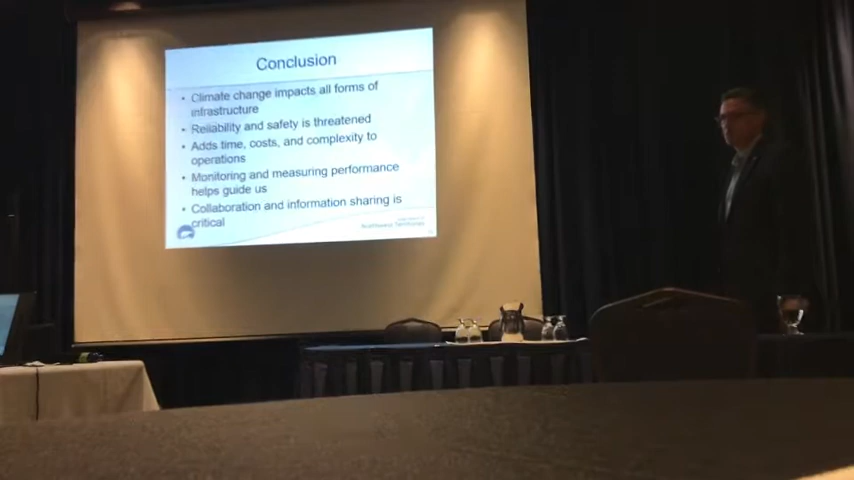 Conclusion
• Climate change impacts all forms of
infrastructure
• Reliability and safety is threatened
• Adds time, costs, and complexity to
operations
• Monitoring and measuring performance
helps guide us
• Collaboration and information sharing is
critical
Northwest Territories